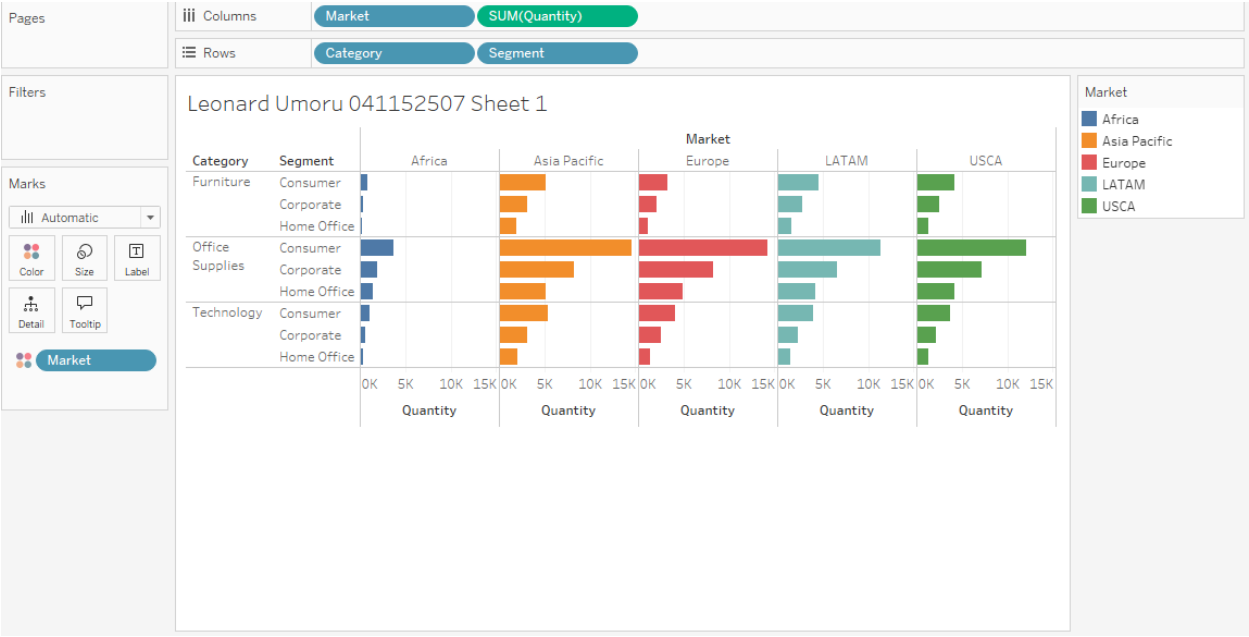 Pages
Columns Market SUM(Quantity)
Rows Category Segment
Filters
Marks
Automatic
Color Size Label
Detail Tooltip
Market
Leonard Umoru 041152507 Sheet 1
Market
Category Segment Africa Asia Pacific Europe LATAM USCA
Furniture Consumer
Corporate
Home Office
Office Consumer
Supplies Corporate
Home Office
Technology Consumer
Corporate
Home Office
0K 5K 10K 15K 0K 5K 10K 15K 0K 5K 10K 15K 0K 5K 10K 15K 0K 5K 10K 15K
Quantity Quantity Quantity Quantity Quantity
Market
Africa
Asia Pacific
Europe
LATAM
USCA